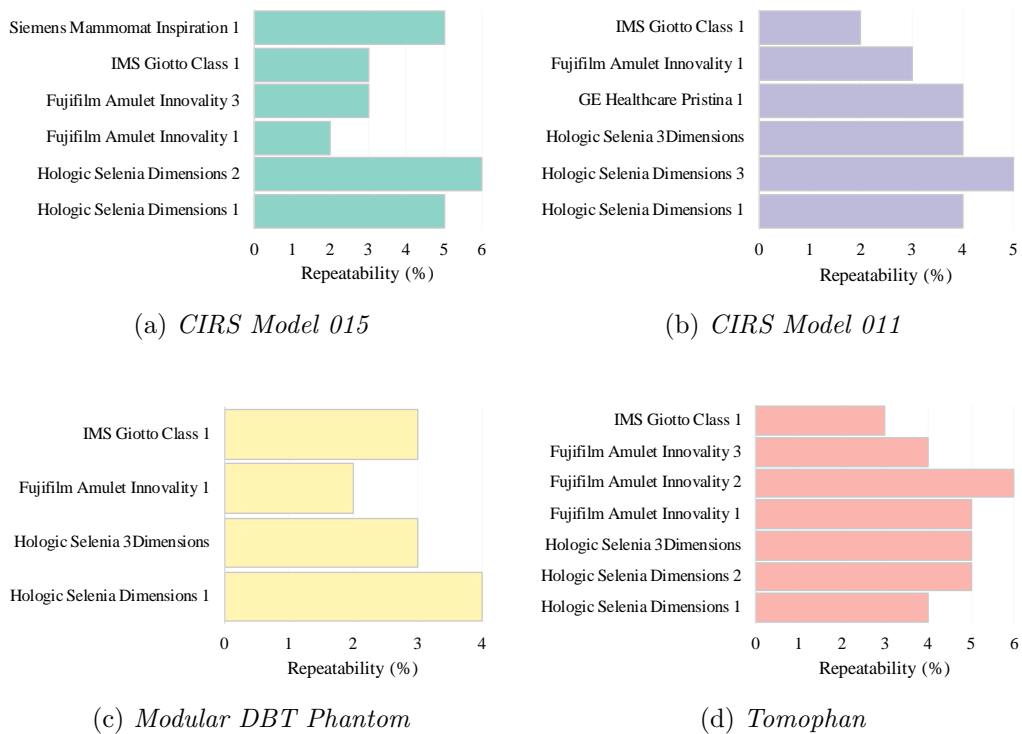 Siemens Mammomat Inspiration 1
IMS Giotto Class 1
Fujifilm Amulet Innovality 3
Fujifilm Amulet Innovality 1
Hologic Selenia Dimensions 2
Hologic Selenia Dimensions 1
0 1 2 3 4 5 6
Repeatability (%)
(a) CIRS Model 015
IMS Giotto Class 1
Fujifilm Amulet Innovality 1
GE Healthcare Pristina 1
Hologic Selenia 3Dimensions
Hologic Selenia Dimensions 3
Hologic Selenia Dimensions 1
0 1 2 3 4 5
Repeatability (%)
(b) CIRS Model 011
IMS Giotto Class 1
Fujifilm Amulet Innovality 1
Hologic Selenia 3Dimensions
Hologic Selenia Dimensions 1
0 1 2 3 4
Repeatability (%)
(c) Modular DBT Phantom
IMS Giotto Class 1
Fujifilm Amulet Innovality 3
Fujifilm Amulet Innovality 2
Fujifilm Amulet Innovality 1
Hologic Selenia 3Dimensions
Hologic Selenia Dimensions 2
Hologic Selenia Dimensions 1
0 1 2 3 4 5 6
Repeatability (%)
(d) Tomophan